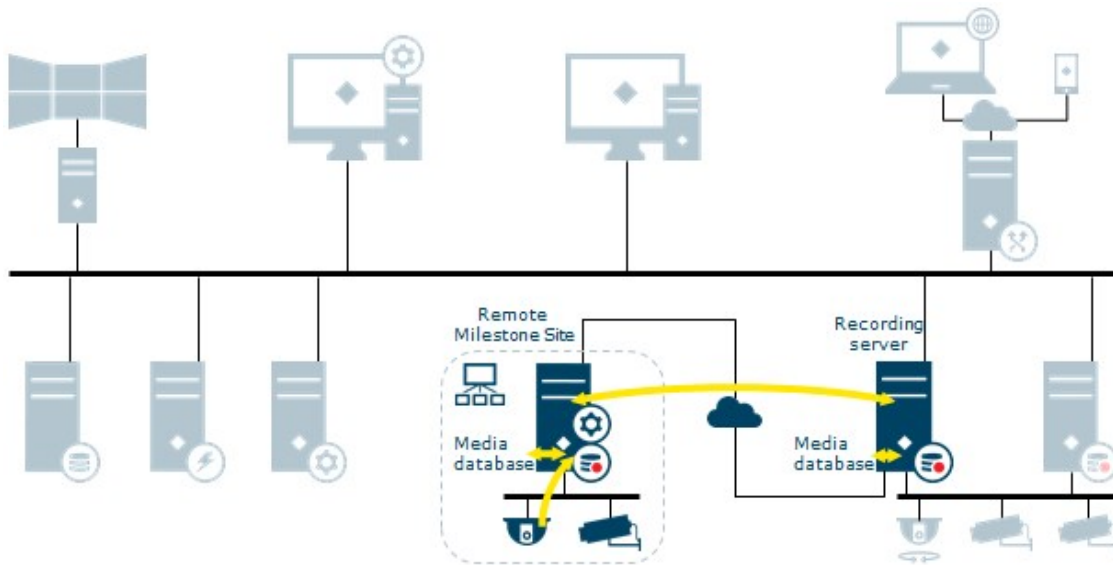 Remote
Milestone Site
Recording
server
Media
database
Media
database